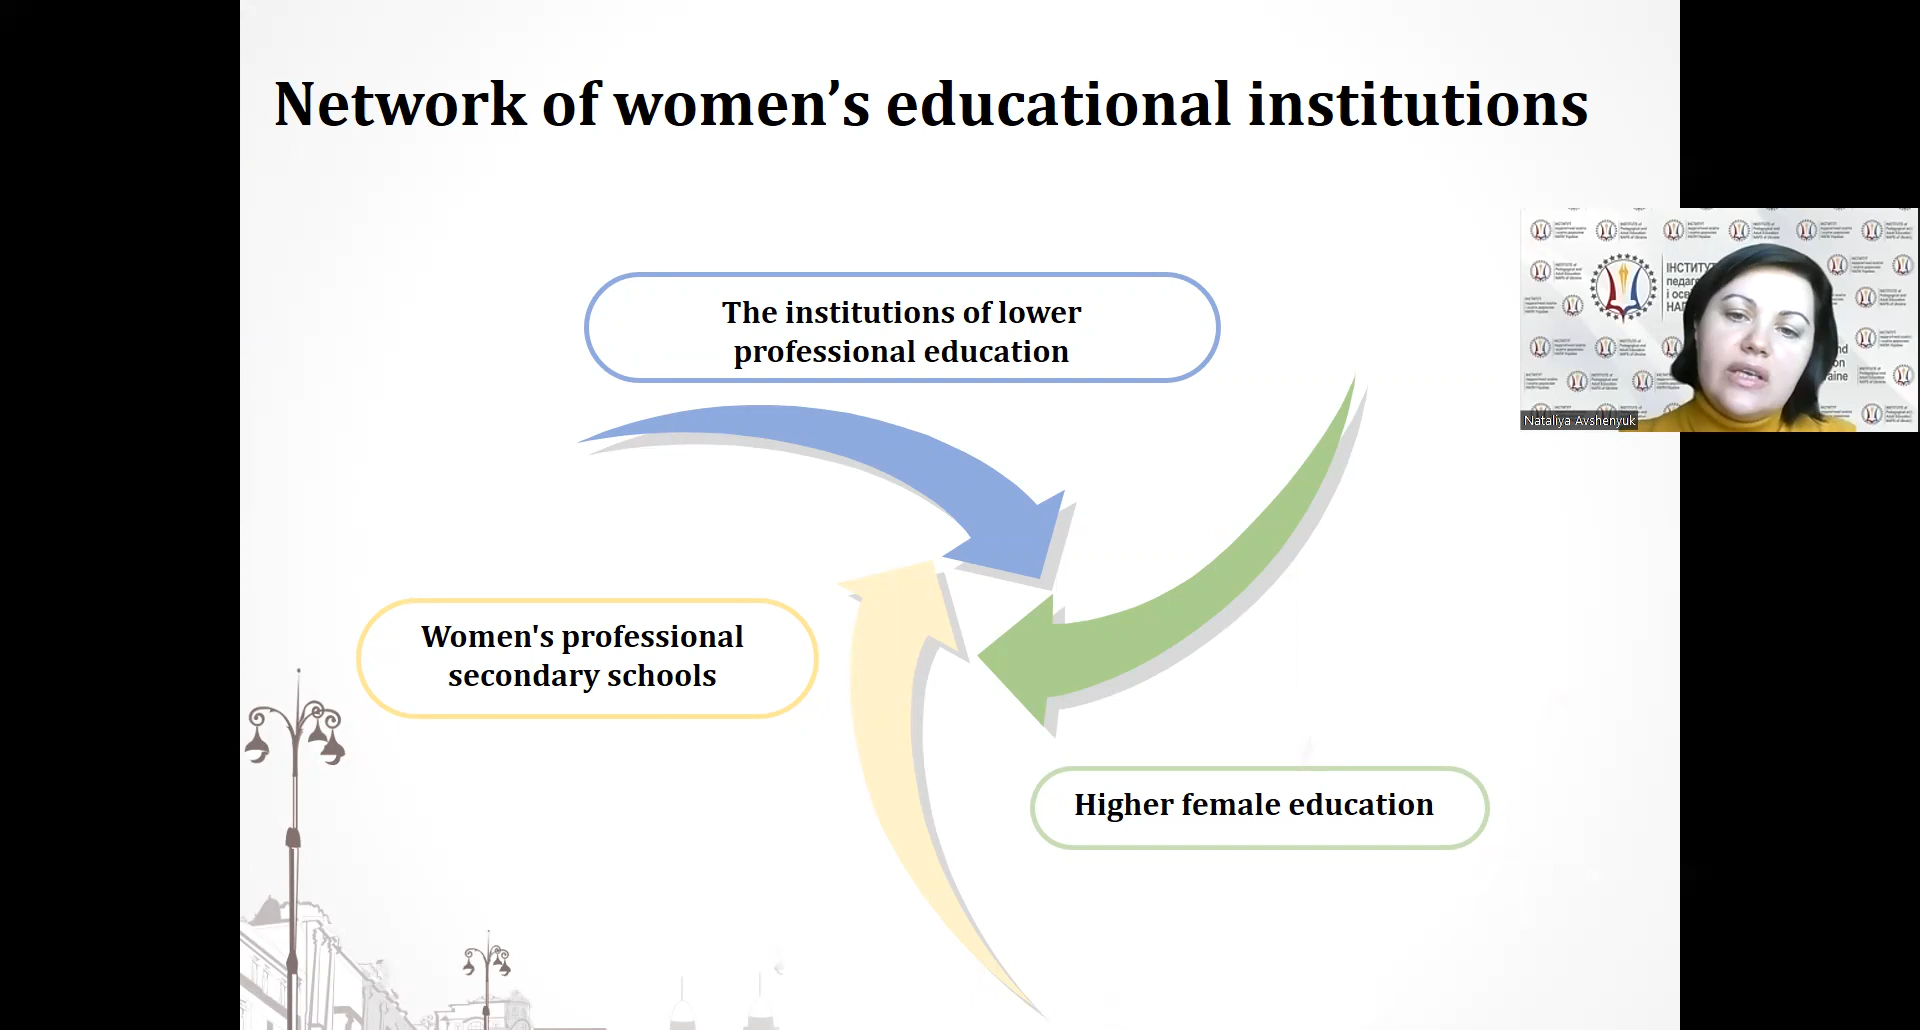 Network of women’s educational institutions
The institutions of lower
professional education
Women's professional
secondary schools
Higher female education
Nataliya Avshenyuk